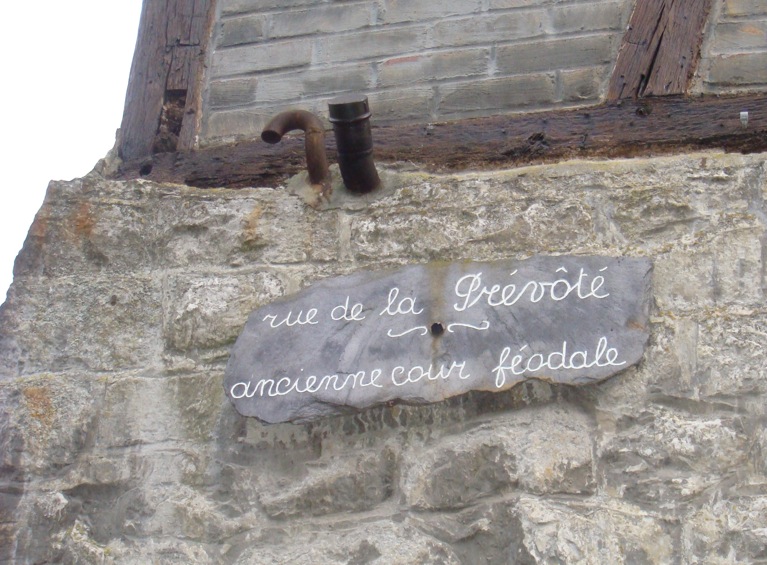 rue de la Prévôté
ancienne cour féodale